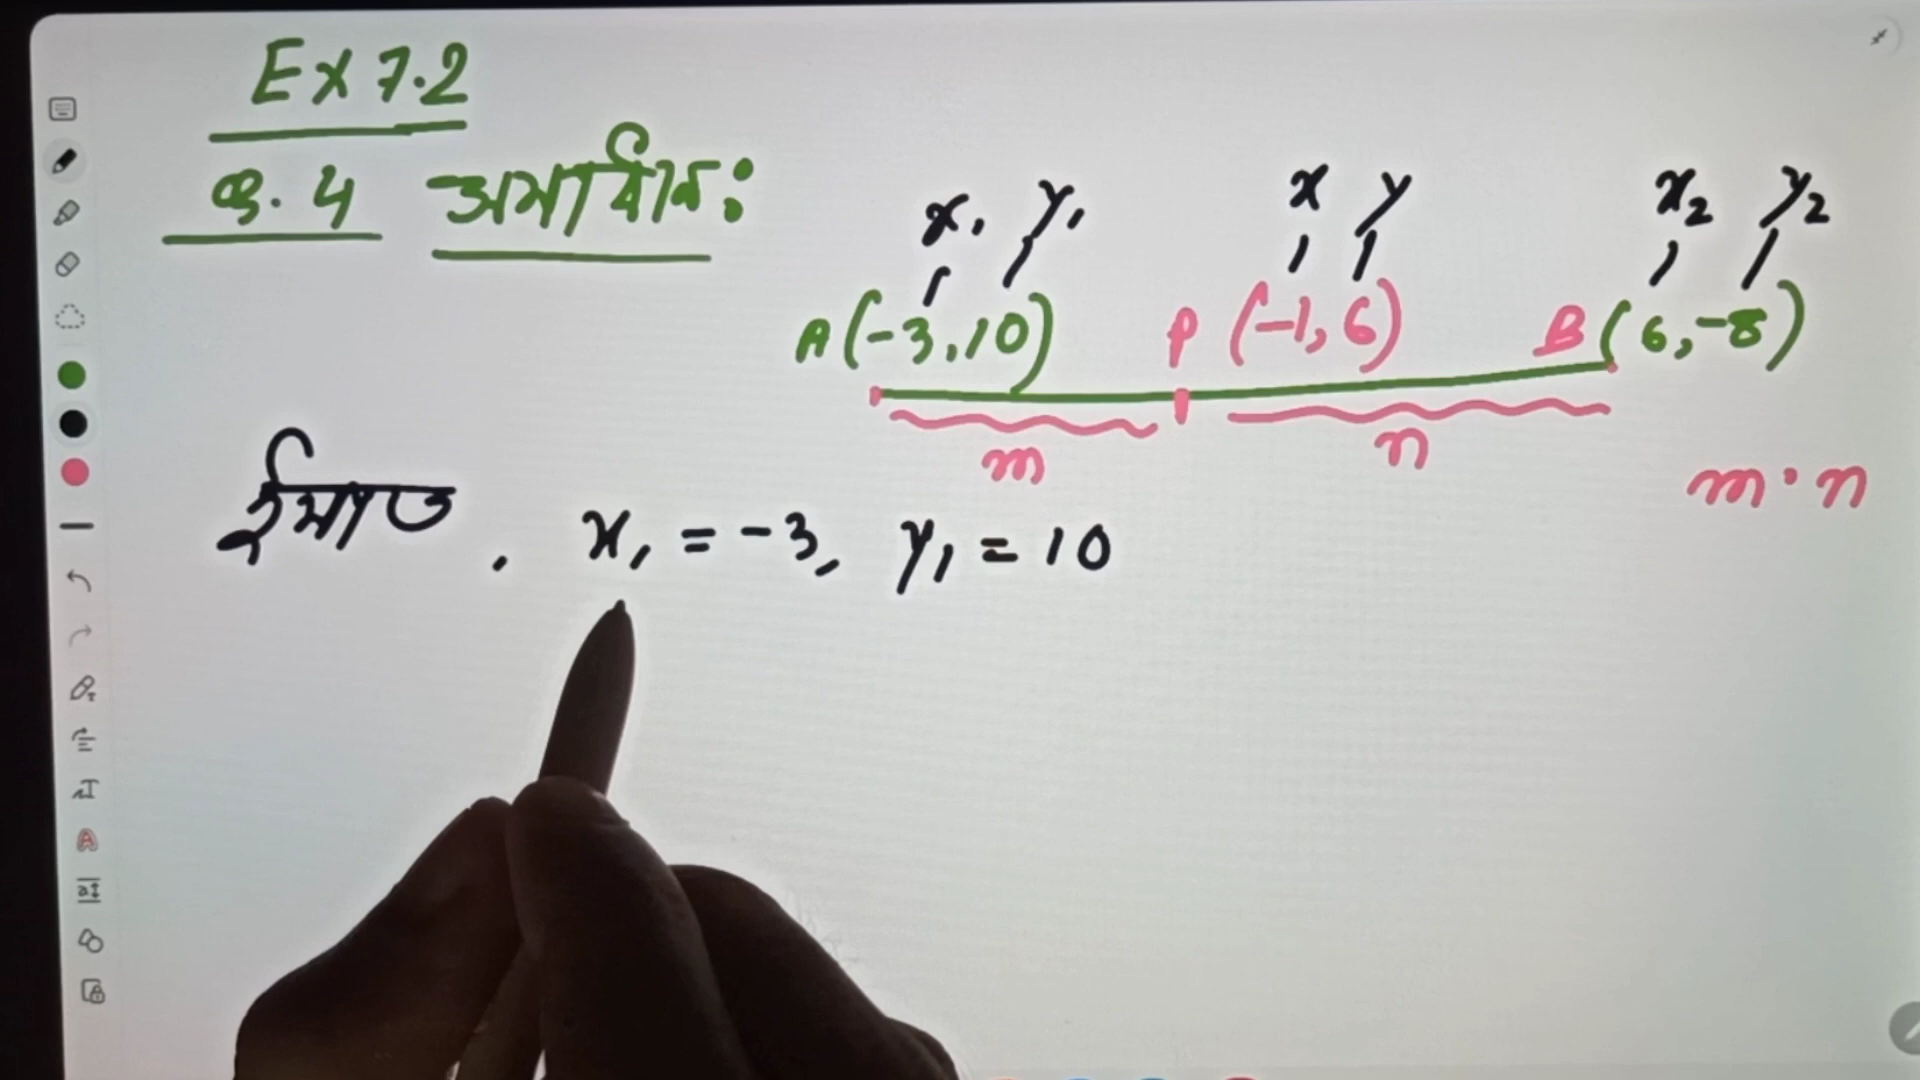 Ex 7.2
প্ৰ. 4 সমাধান:
x₁ y₁ x y x₂ y₂
A(-3,10) P (-1,6) B(6,-8)
m n m:n
ইয়াত, x₁ = -3, y₁ = 10